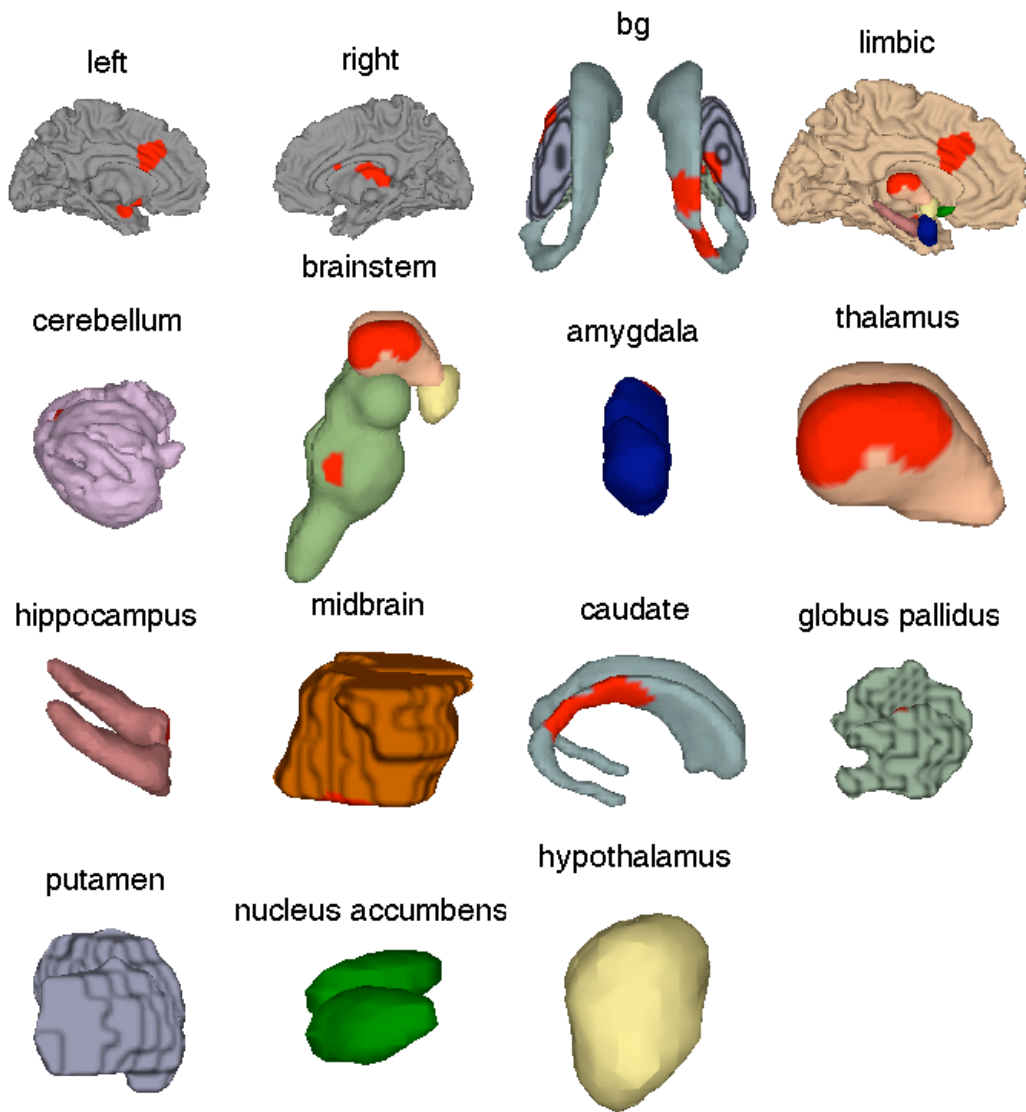 left
right
bg
limbic
brainstem
cerebellum
amygdala
thalamus
hippocampus
midbrain
caudate
globus pallidus
putamen
nucleus accumbens
hypothalamus